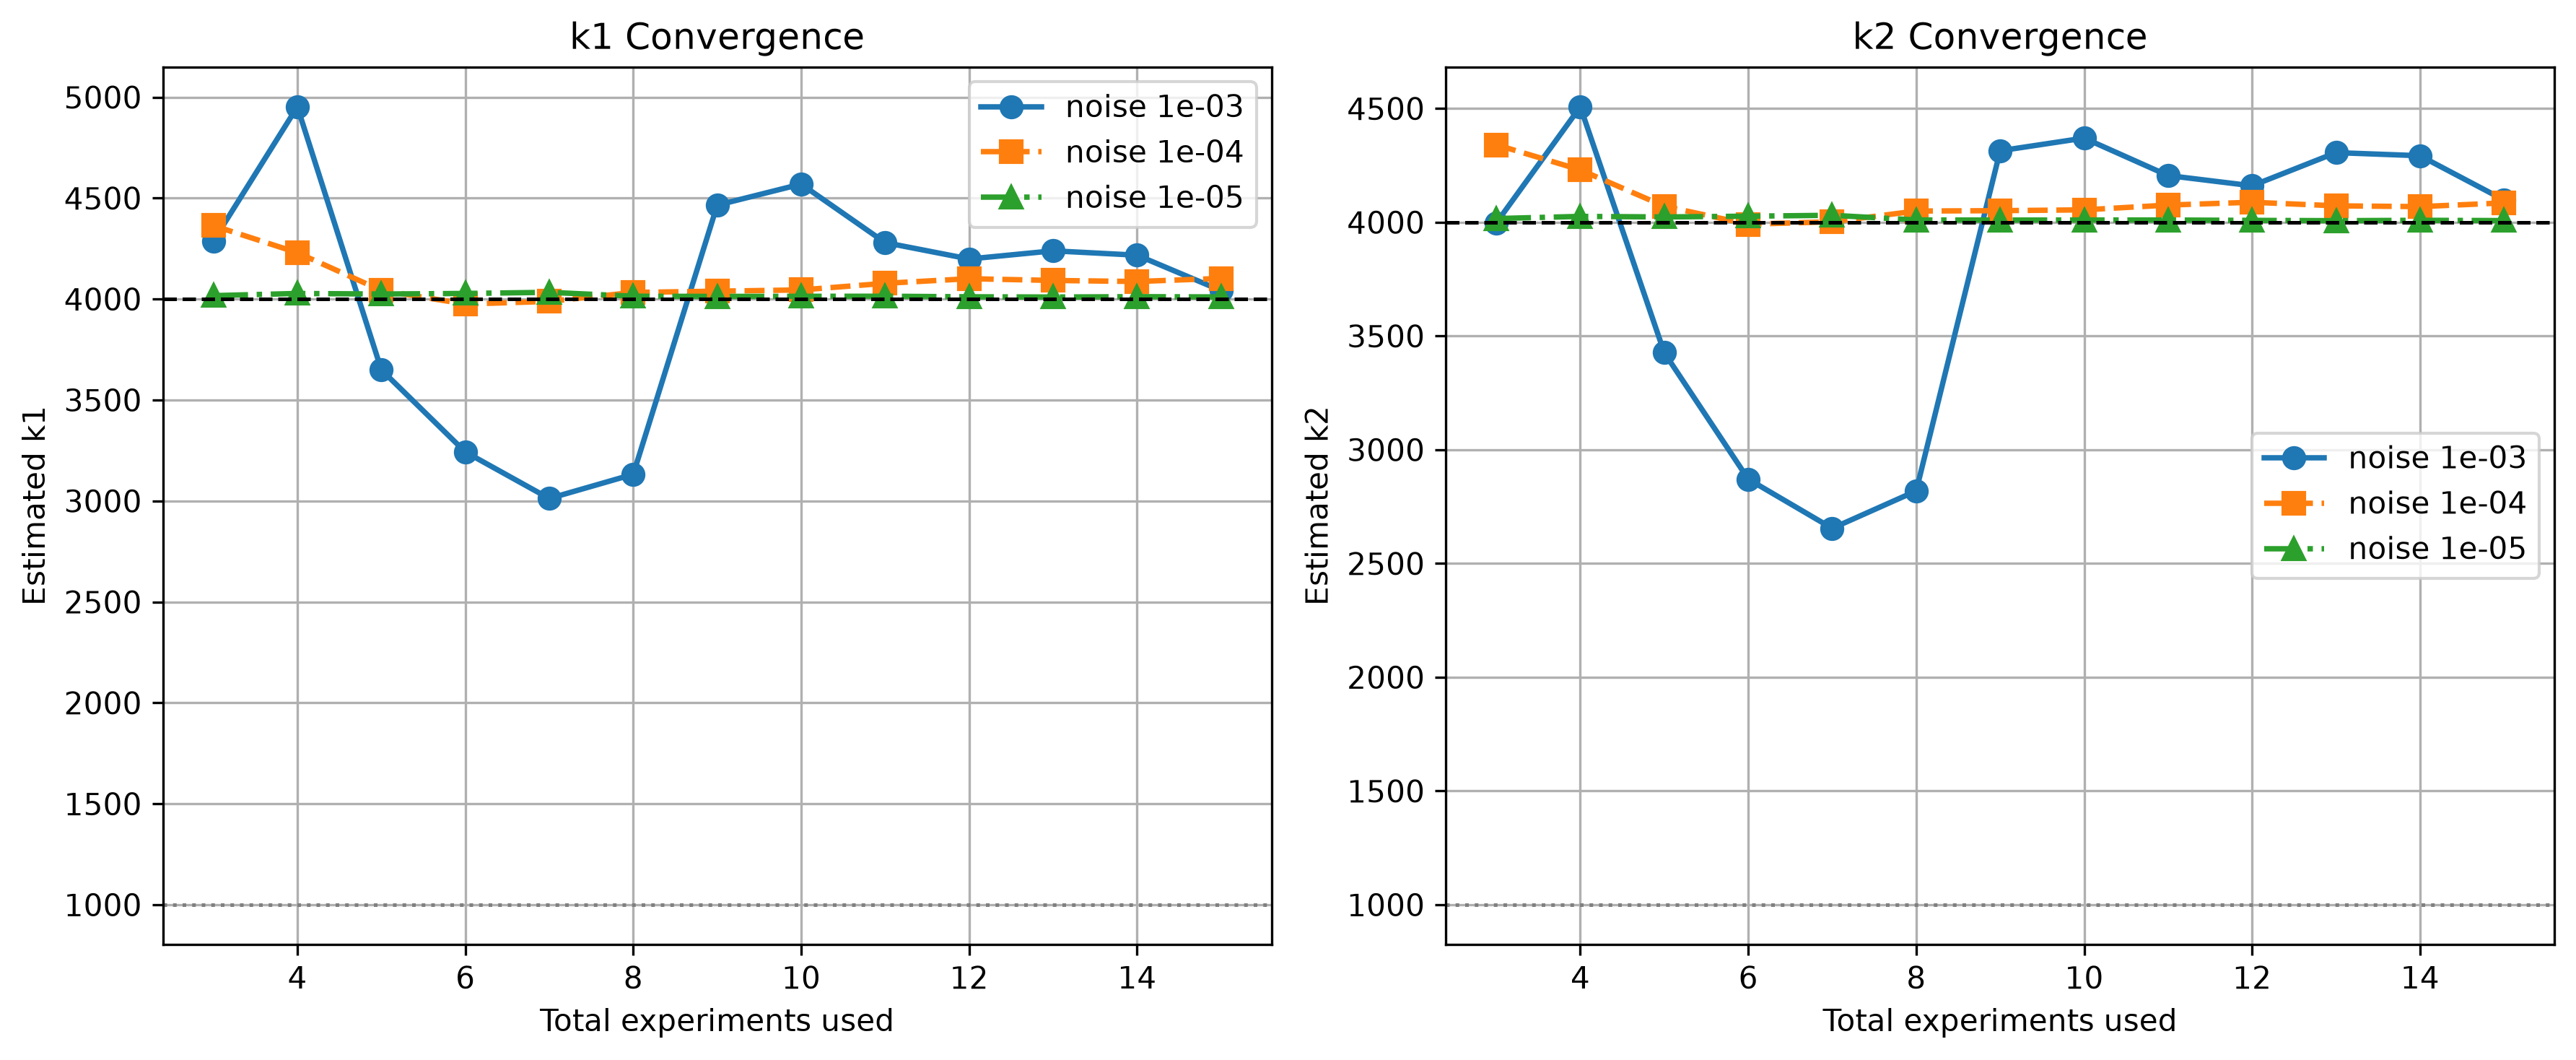 k1 Convergence
5000
4500
4000
3500
3000
2500
2000
1500
1000
Estimated k1
4 6 8 10 12 14
Total experiments used
noise 1e-03
noise 1e-04
noise 1e-05
k2 Convergence
4500
4000
3500
3000
2500
2000
1500
1000
Estimated k2
4 6 8 10 12 14
Total experiments used
noise 1e-03
noise 1e-04
noise 1e-05